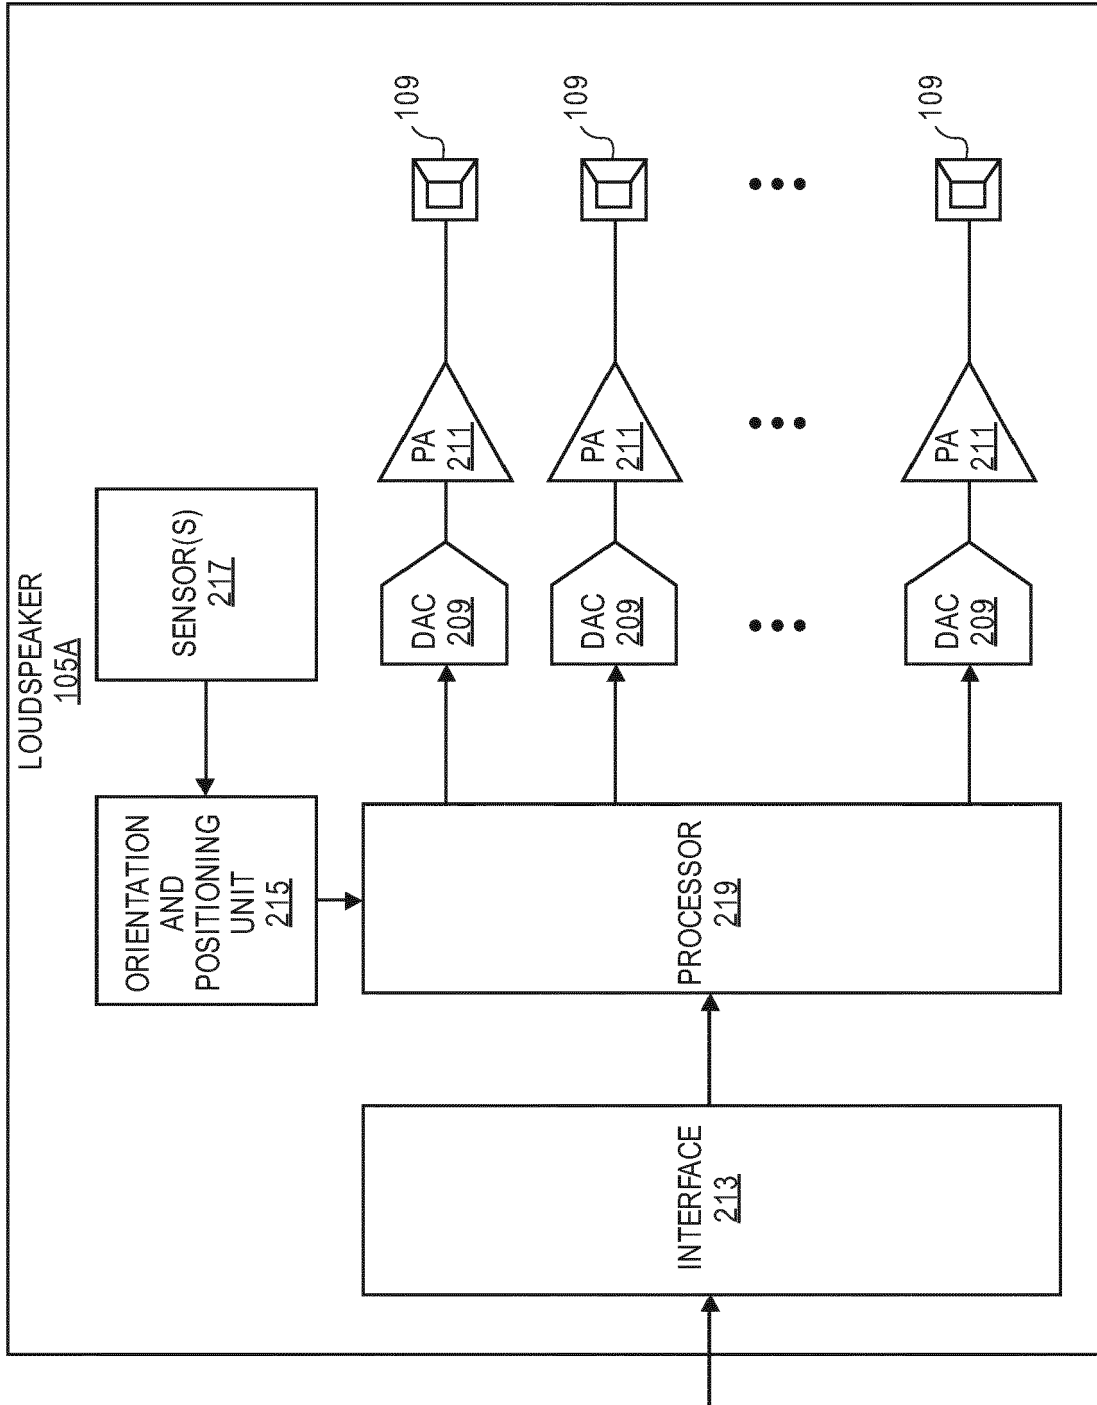 LOUDSPEAKER
105A
ORIENTATION
AND
POSITIONING
UNIT
215
SENSOR(S)
217
INTERFACE
213
PROCESSOR
219
DAC
209
PA
211
109
DAC
209
PA
211
109
DAC
209
PA
211
109